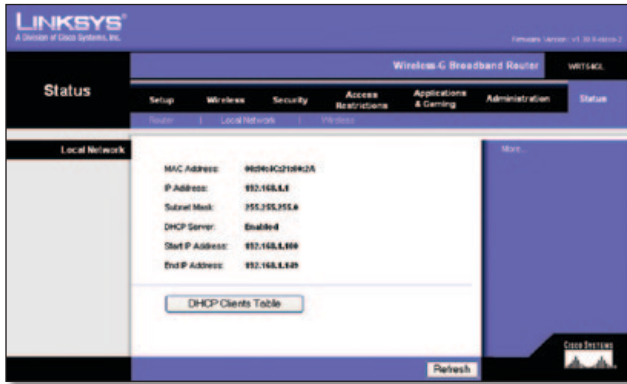 LINKSYS®
A Division of Cisco Systems, Inc.
Firmware Version:
Wireless-G Broadband Router
WRT54GL
Status
Setup
Wireless
Security
Access Restrictions
Applications & Gaming
Administration
Status
Router | Local Network | Wireless
Local Network
More...
MAC Address:
IP Address: 192.168.1.1
Subnet Mask: 255.255.255.0
DHCP Server: Enabled
Start IP Address: 192.168.1.100
End IP Address: 192.168.1.149
DHCP Clients Table
Refresh
CISCO SYSTEMS